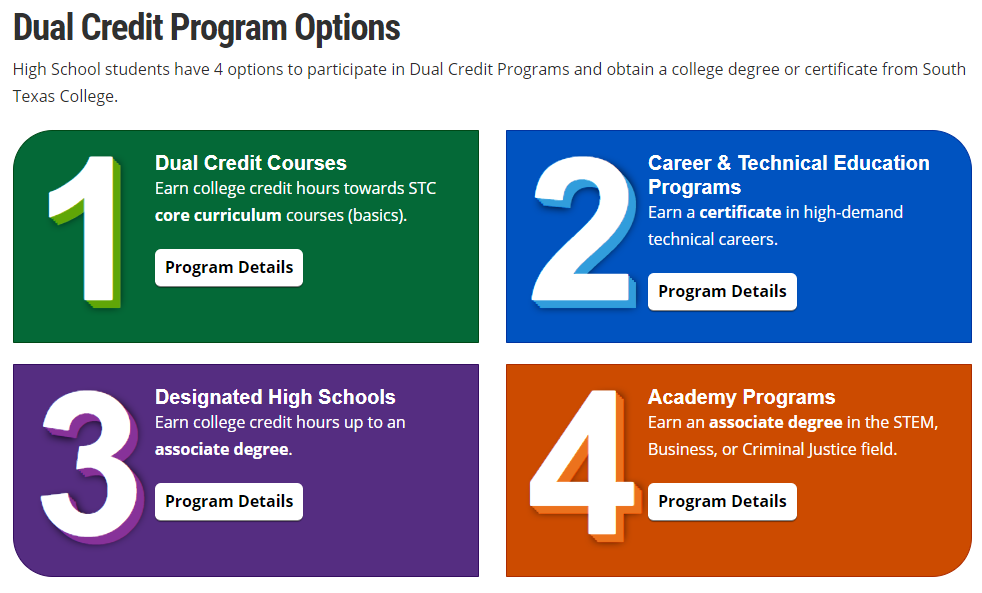 Dual Credit Program Options
High School students have 4 options to participate in Dual Credit Programs and obtain a college degree or certificate from South
Texas College.
1
Dual Credit Courses
Earn college credit hours towards STC
core curriculum courses (basics).
Program Details
2
Career & Technical Education
Programs
Earn a certificate in high-demand
technical careers.
Program Details
3
Designated High Schools
Earn college credit hours up to an
associate degree.
Program Details
4
Academy Programs
Earn an associate degree in the STEM,
Business, or Criminal Justice field.
Program Details